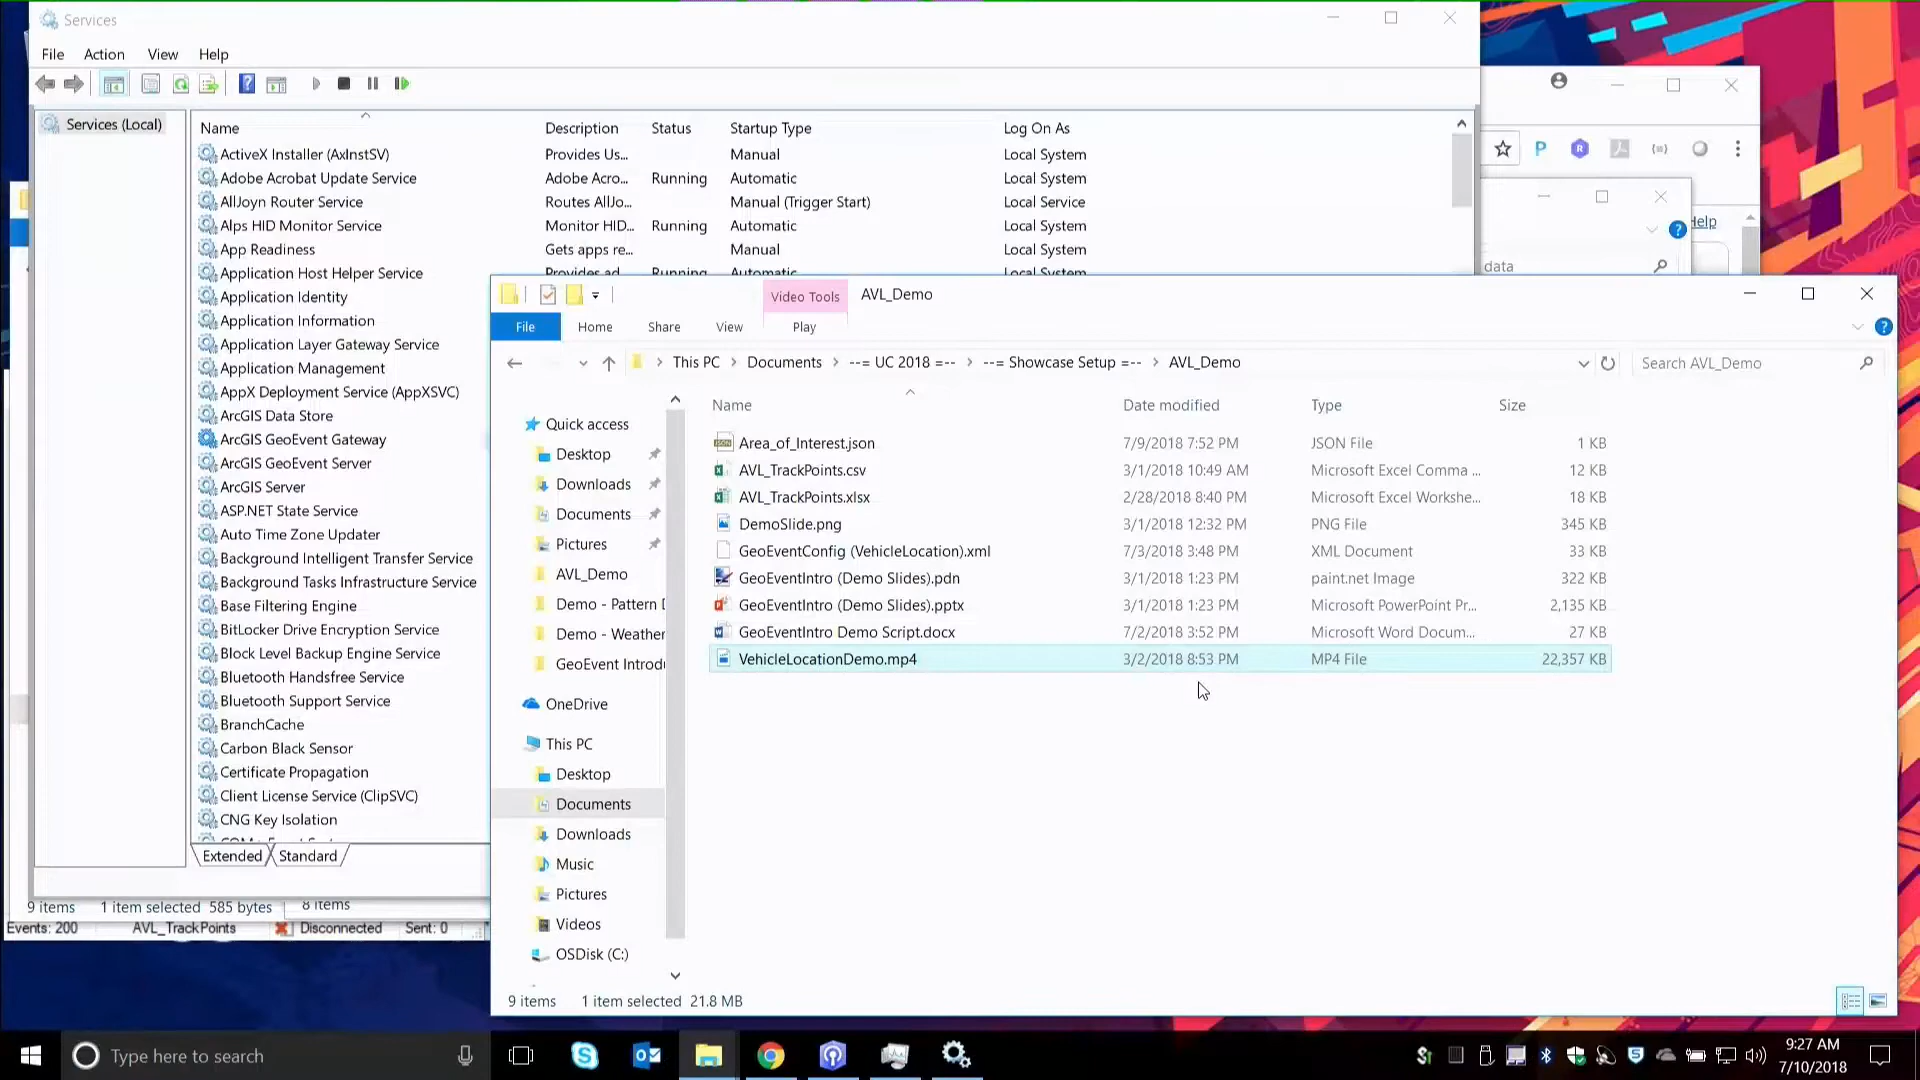 Services
File Action View Help
Services (Local)
Name Description Status Startup Type Log On As
ActiveX Installer (AxInstSV) Provides Us... Manual Local System
Adobe Acrobat Update Service Adobe Acro... Running Automatic Local System
AllJoyn Router Service Routes AllJo... Manual (Trigger Start) Local Service
Alps HID Monitor Service Monitor HID... Running Automatic Local System
App Readiness Gets apps re... Manual Local System
Application Host Helper Service Provides ad Running Automatic Local System
Application Identity
Application Information
Application Layer Gateway Service
Application Management
AppX Deployment Service (AppXSVC)
ArcGIS Data Store
ArcGIS GeoEvent Gateway
ArcGIS GeoEvent Server
ArcGIS Server
ASP.NET State Service
Auto Time Zone Updater
Background Intelligent Transfer Service
Background Tasks Infrastructure Service
Base Filtering Engine
BitLocker Drive Encryption Service
Block Level Backup Engine Service
Bluetooth Handsfree Service
Bluetooth Support Service
BranchCache
Carbon Black Sensor
Certificate Propagation
Client License Service (ClipSVC)
CNG Key Isolation
Extended Standard
9 items 1 item selected 585 bytes 8 items
Events: 200 AVL_TrackPoints Disconnected Sent: 0
Help
data
Video Tools AVL_Demo
File Home Share View Play
This PC Documents --= UC 2018 =-- --= Showcase Setup =-- AVL_Demo Search AVL_Demo
Quick access
Desktop
Downloads
Documents
Pictures
AVL_Demo
Demo - Pattern D
Demo - Weather
GeoEvent Introdu
OneDrive
This PC
Desktop
Documents
Downloads
Music
Pictures
Videos
OSDisk (C:)
Name Date modified Type Size
Area_of_Interest.json 7/9/2018 7:52 PM JSON File 1 KB
AVL_TrackPoints.csv 3/1/2018 10:49 AM Microsoft Excel Comma ... 12 KB
AVL_TrackPoints.xlsx 2/28/2018 8:40 PM Microsoft Excel Workshe... 18 KB
DemoSlide.png 3/1/2018 12:32 PM PNG File 345 KB
GeoEventConfig (VehicleLocation).xml 7/3/2018 3:48 PM XML Document 33 KB
GeoEventIntro (Demo Slides).pdn 3/1/2018 1:23 PM paint.net Image 322 KB
GeoEventIntro (Demo Slides).pptx 3/1/2018 1:23 PM Microsoft PowerPoint Pr... 2,135 KB
GeoEventIntro Demo Script.docx 7/2/2018 3:52 PM Microsoft Word Docum... 27 KB
VehicleLocationDemo.mp4 3/2/2018 8:53 PM MP4 File 22,357 KB
9 items 1 item selected 21.8 MB
Type here to search
9:27 AM
7/10/2018